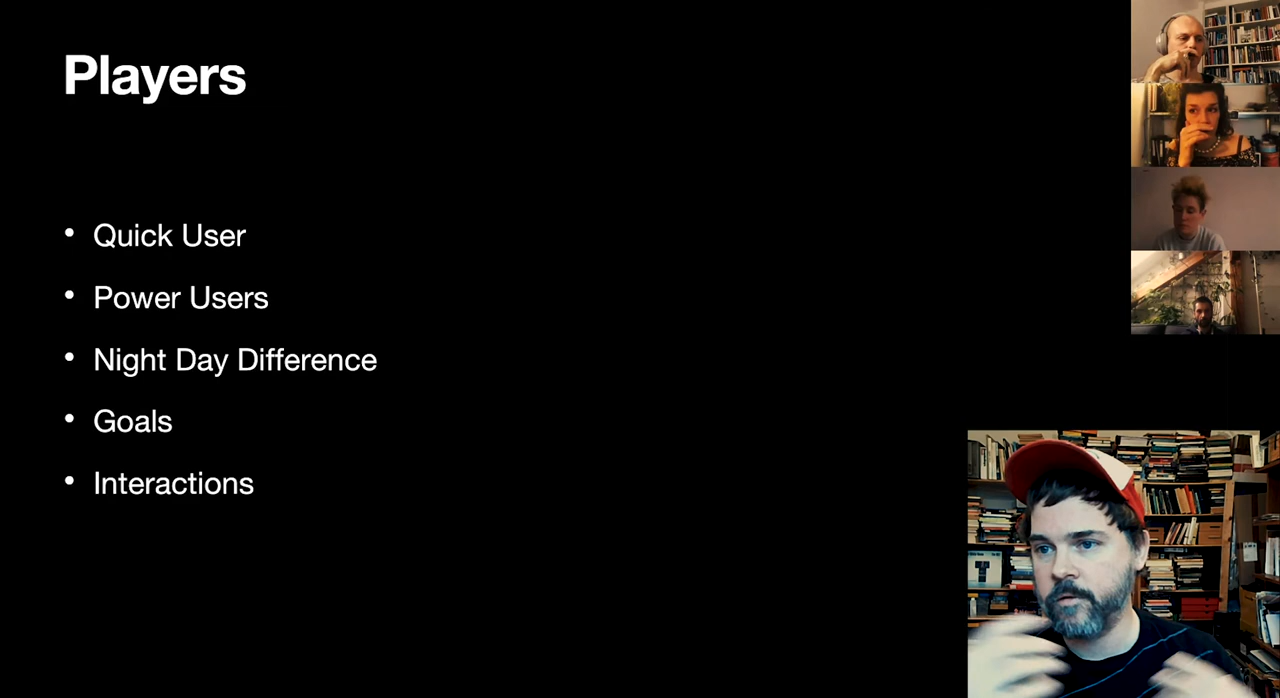 Players
• Quick User
• Power Users
• Night Day Difference
• Goals
• Interactions